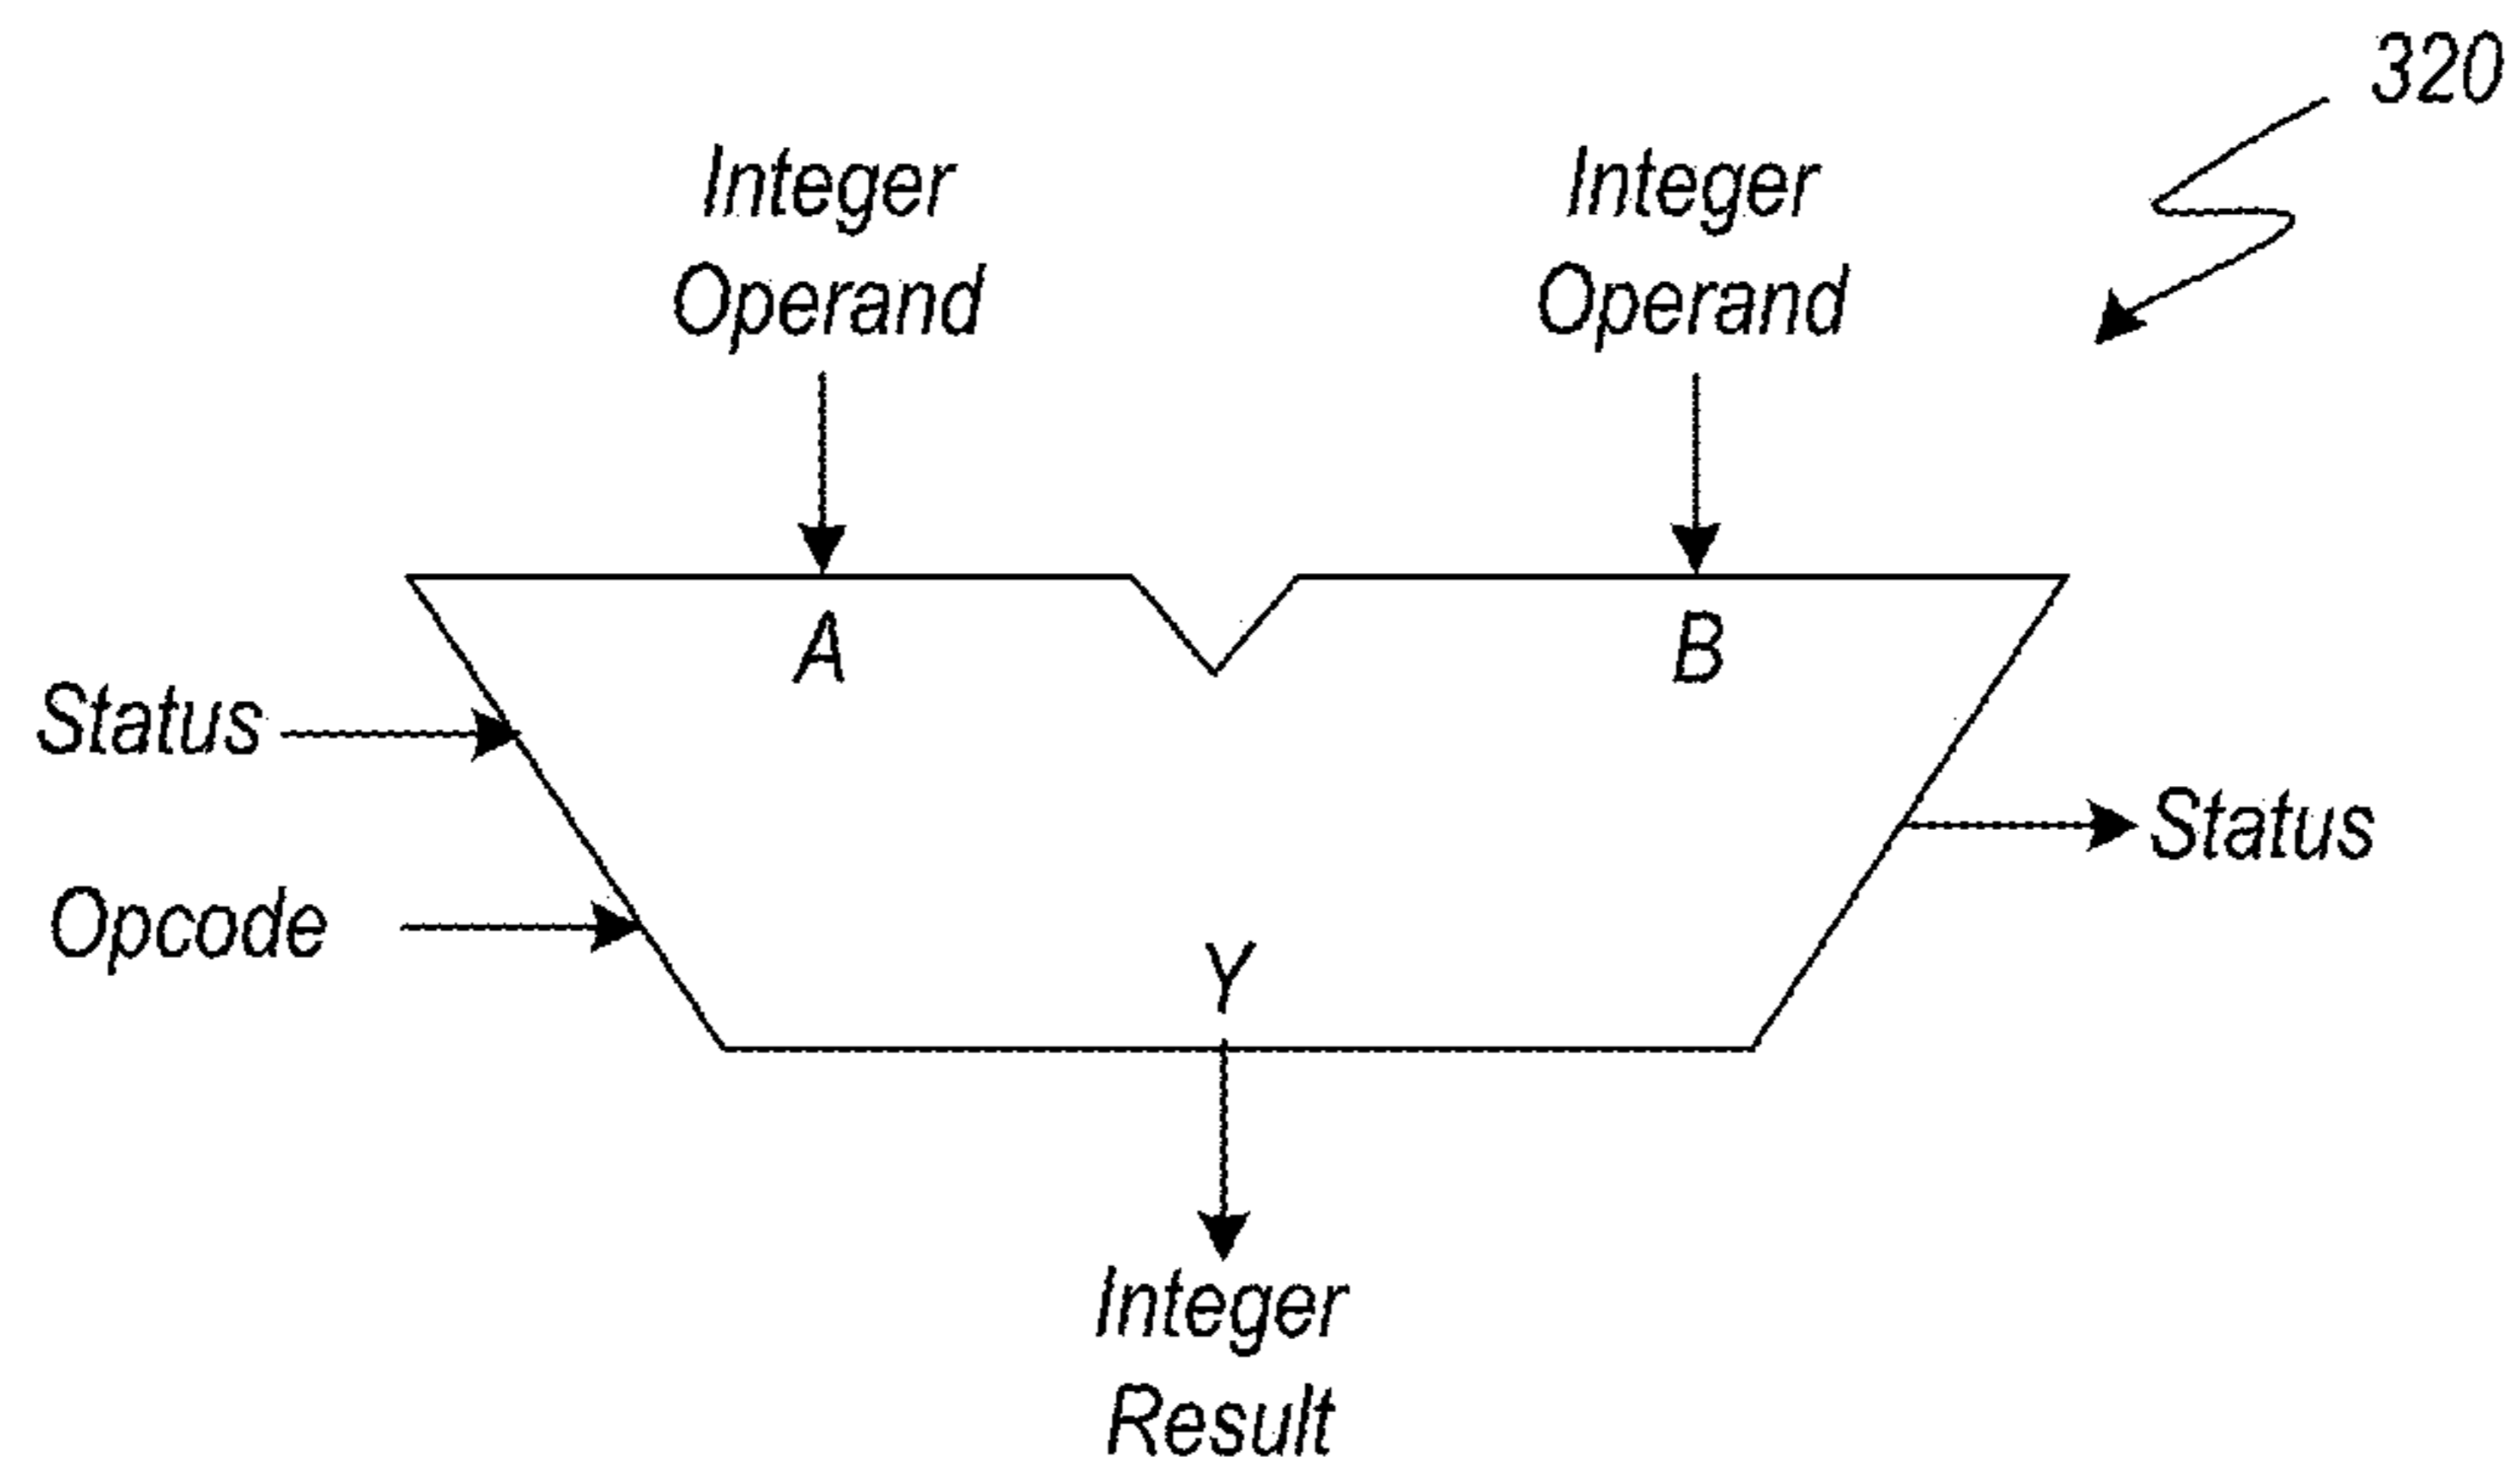 320
Integer
Operand
Integer
Operand
A
B
Status
Status
Opcode
Y
Integer
Result